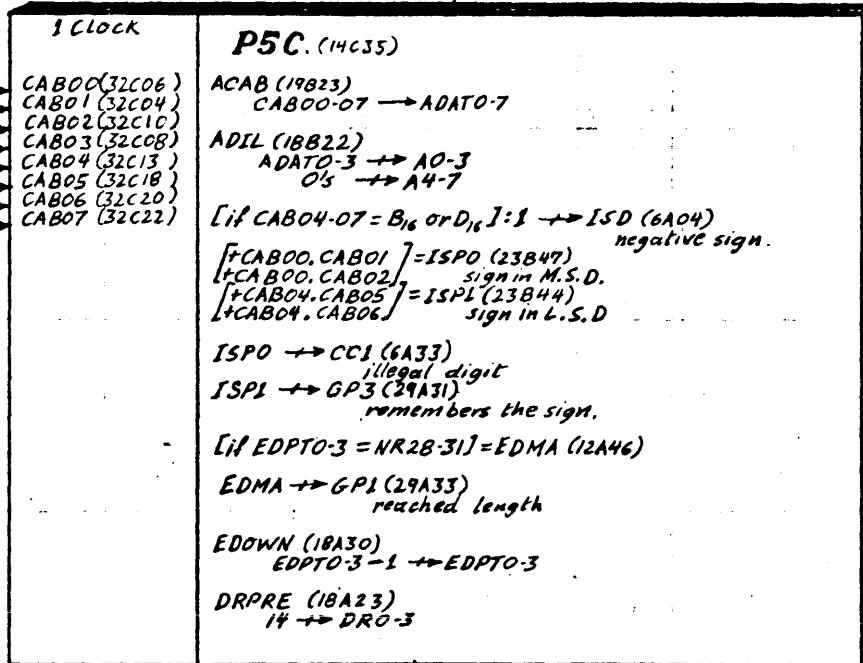 1 Clock
CAB00(32C06)
CAB01(32C04)
CAB02(32C10)
CAB03(32C08)
CAB04(32C13)
CAB05(32C18)
CAB06(32C20)
CAB07(32C22)
P5C. (14C35)
ACAB (19B23)
CAB00-07 → ADAT0-7
ADIL (18B22)
ADAT0-3 ↦ A0-3
0's ↦ A4-7
[if CAB04-07 = B₁₆ or D₁₆]:1 ↦ ISD (6A04)
negative sign.
[+CAB00.CAB01]=ISP0 (23B47)
[+CAB00.CAB02] sign in M.S.D.
[+CAB04.CAB05]=ISP1 (23B44)
[+CAB04.CAB06] sign in L.S.D
ISP0 ↦ CC1 (6A33)
illegal digit
ISP1 ↦ GP3 (29A31)
remembers the sign.
[if EDPT0-3 = NR28-31]=EDMA (12A46)
EDMA ↦ GP1 (29A33)
reached length
EDOWN (18A30)
EDPT0-3-1 ↦ EDPT0-3
DRPRE (18A23)
14 ↦ DR0-3